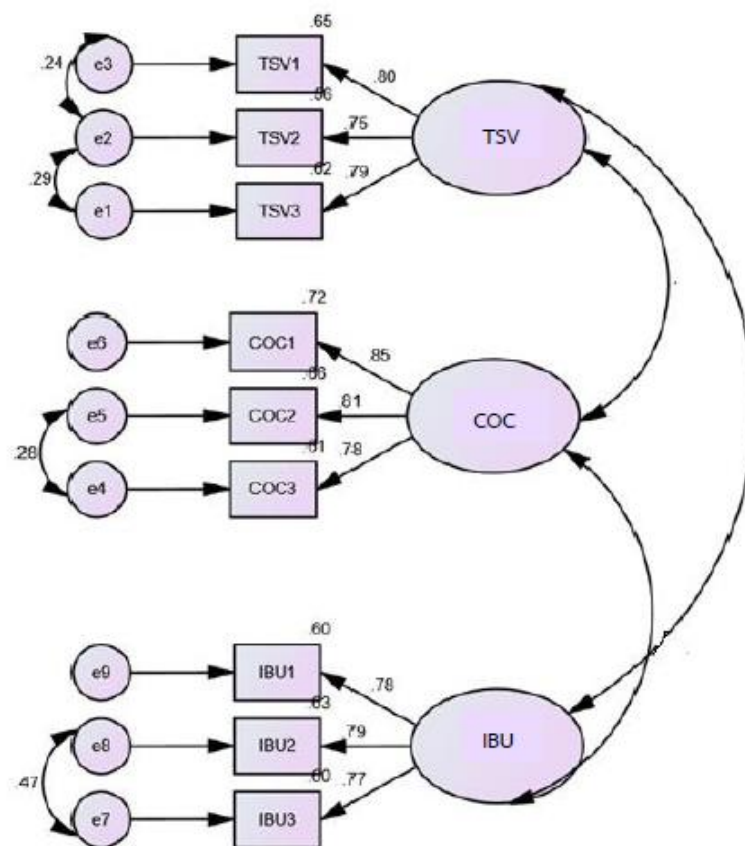 .65
.24
e3
TSV1
.80
.56
e2
TSV2
.75
TSV
.62
.29
.79
e1
TSV3
.72
e6
COC1
.85
.66
e5
COC2
.81
COC
.28
.61
.78
e4
COC3
.60
e9
IBU1
.78
.63
e8
IBU2
.79
IBU
.47
.60
.77
e7
IBU3